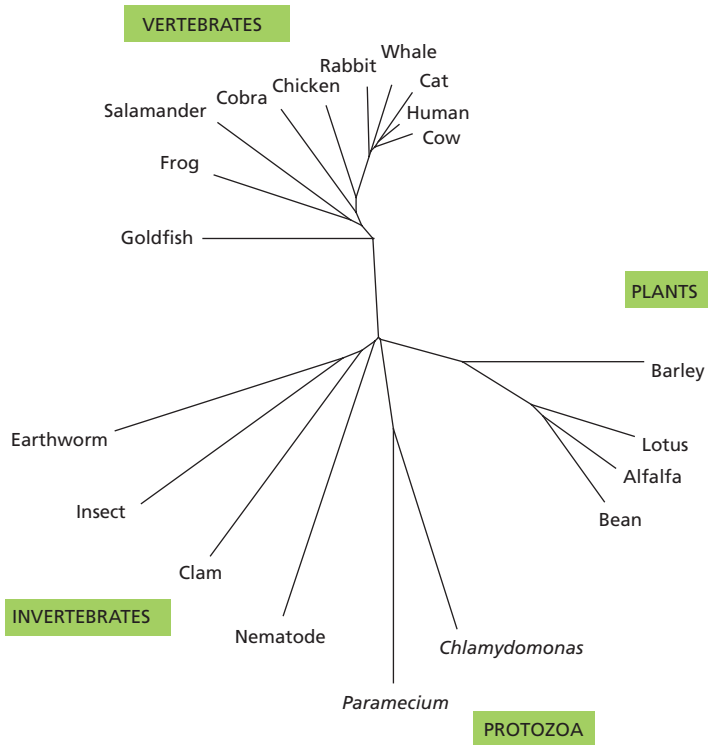 VERTEBRATES
Whale
Rabbit
Cat
Chicken
Cobra
Human
Salamander
Cow
Frog
Goldfish
PLANTS
Barley
Earthworm
Lotus
Alfalfa
Insect
Bean
Clam
INVERTEBRATES
Nematode
Chlamydomonas
Paramecium
PROTOZOA